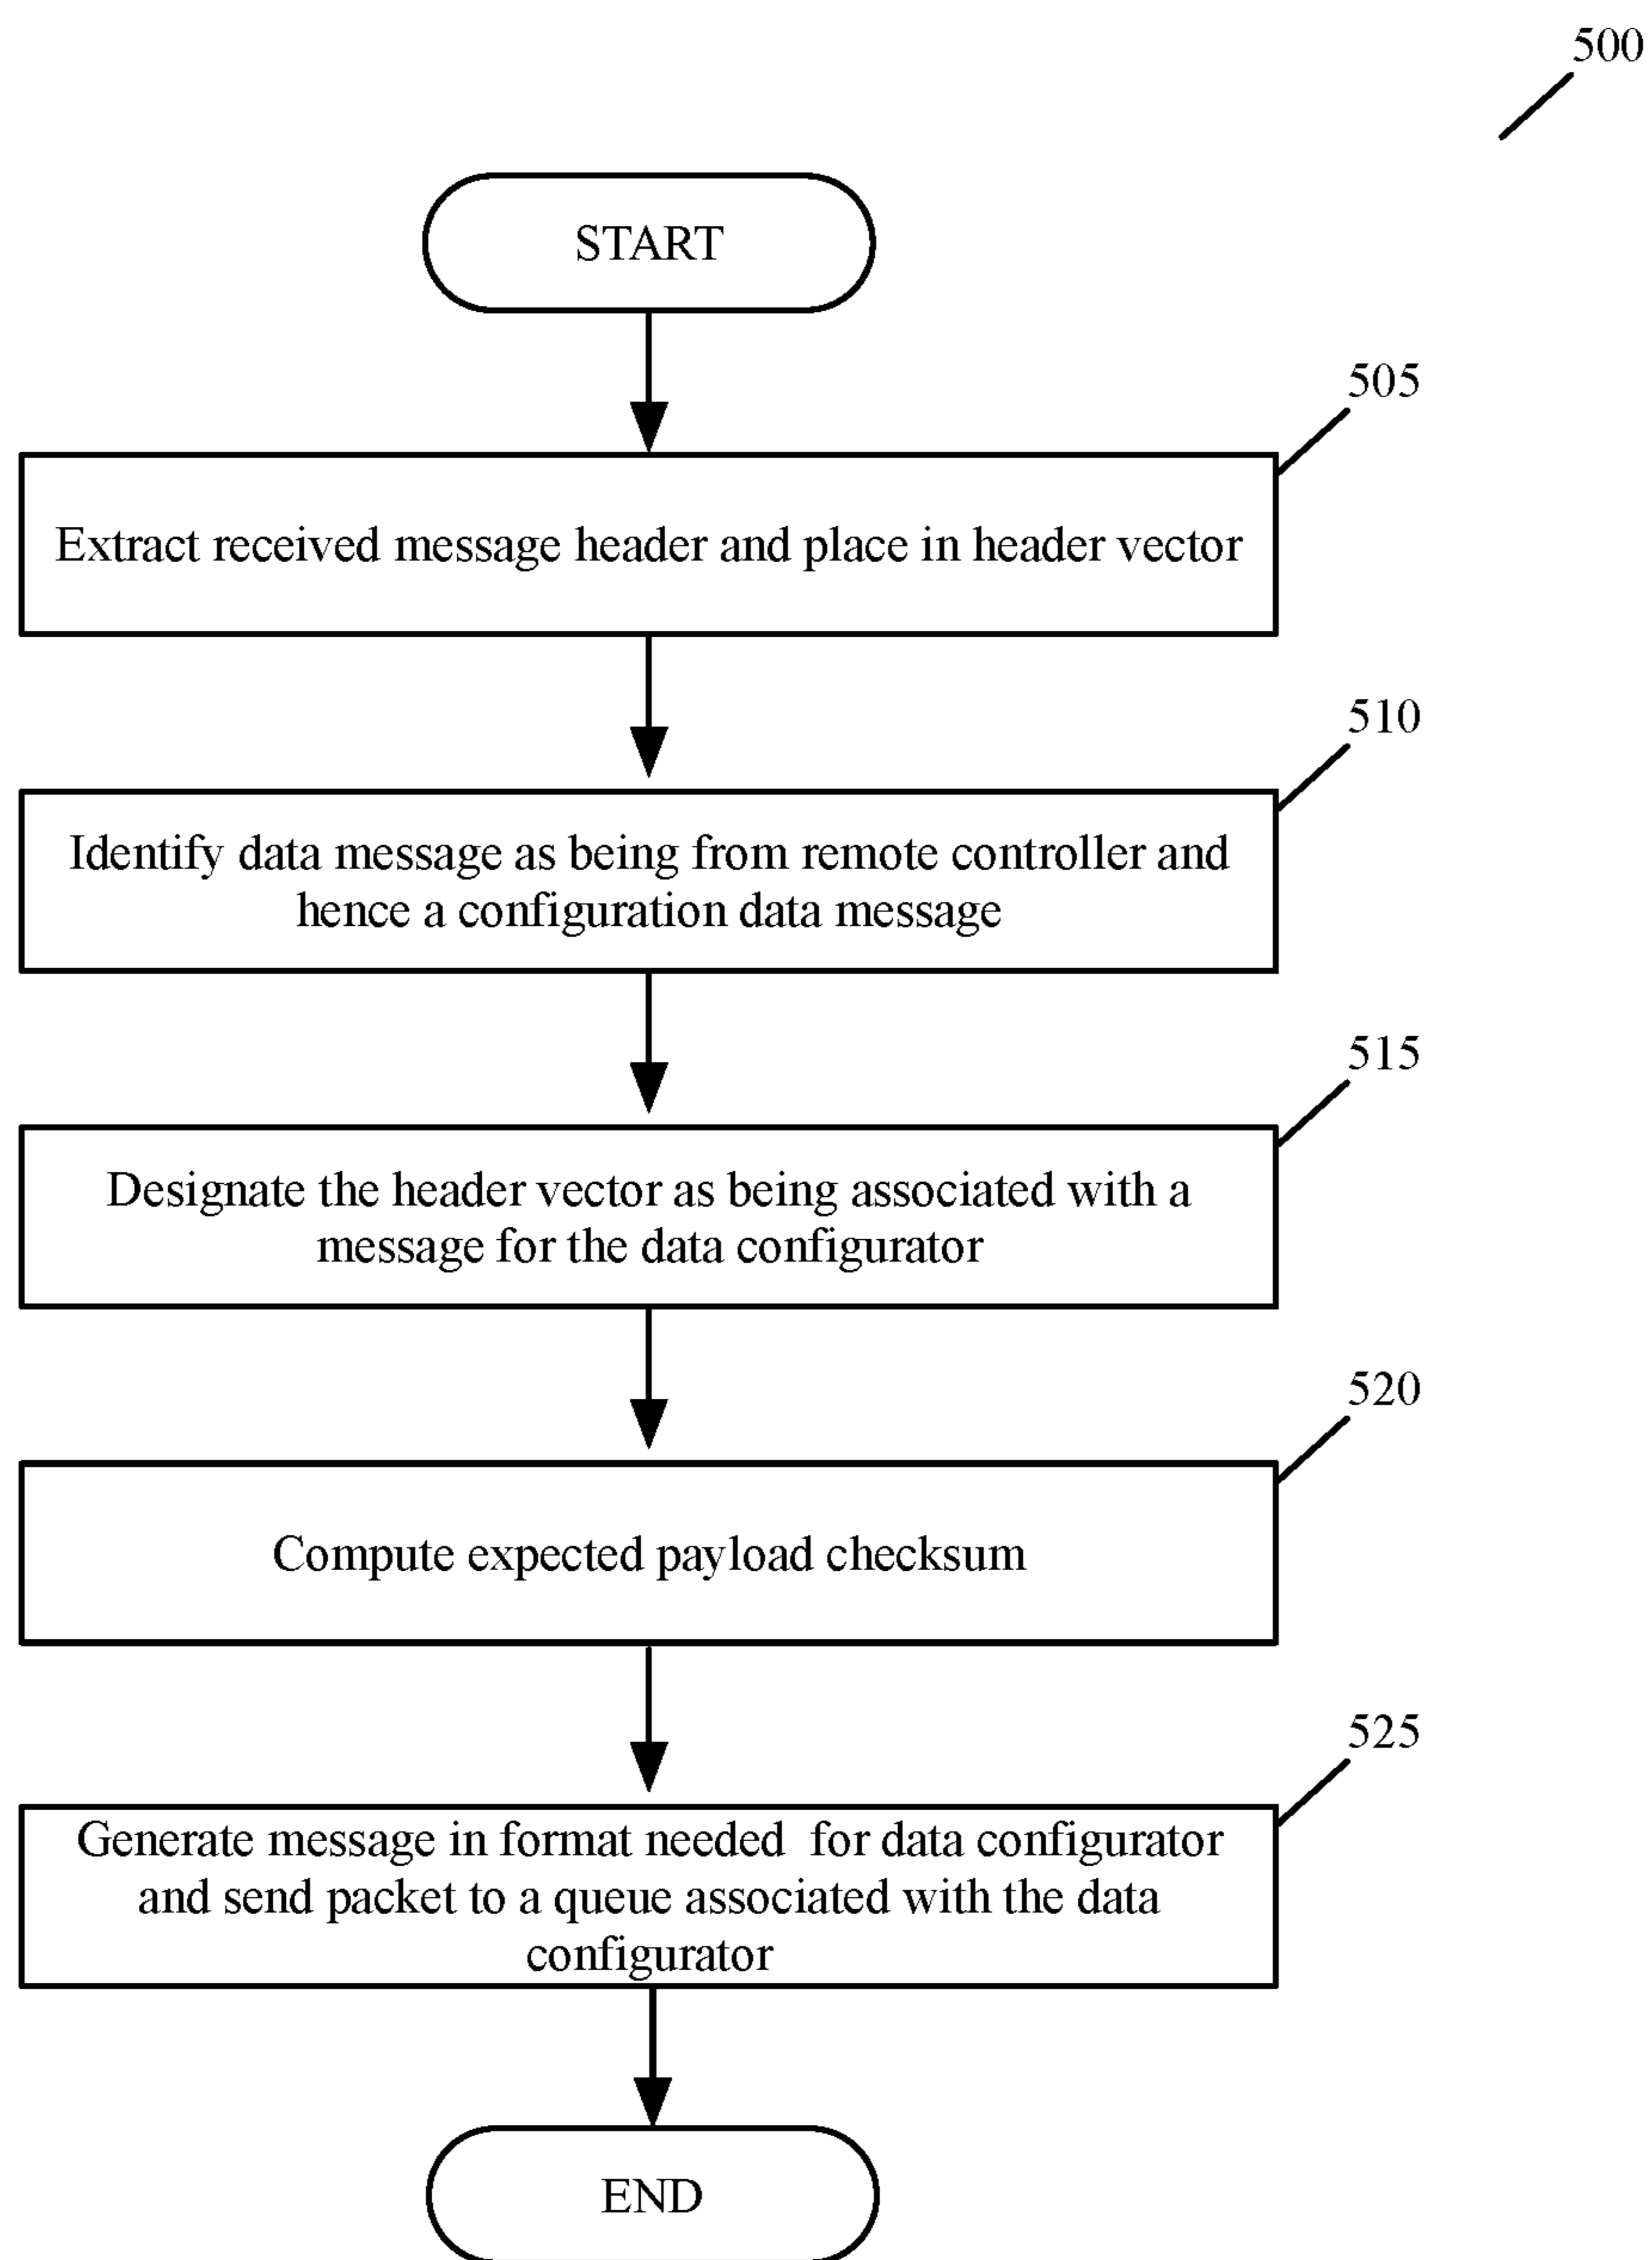 500
START
505
Extract received message header and place in header vector
510
Identify data message as being from remote controller and
hence a configuration data message
515
Designate the header vector as being associated with a
message for the data configurator
520
Compute expected payload checksum
525
Generate message in format needed for data configurator
and send packet to a queue associated with the data
configurator
END